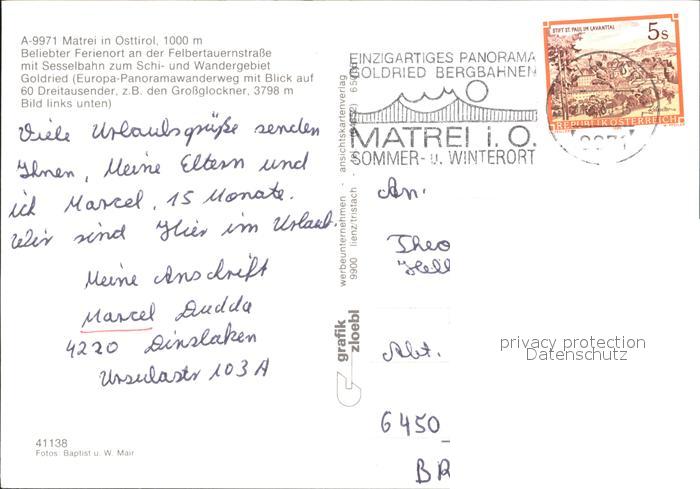 A-9971 Matrei in Osttirol, 1000 m
Beliebter Ferienort an der Felbertauernstraße
mit Sesselbahn zum Schi- und Wandergebiet
Goldried (Europa-Panoramawanderweg mit Blick auf
60 Dreitausender, z.B. den Großglockner, 3798 m
Bild links unten)
Viele Urlaubsgrüße senden
Ihnen, Meine Eltern und
ich Marcel, 15 Monate.
Wir sind Hier im Urlaub.
Meine Anschrift
Marcel Dudda
4220 Dinslaken
Ursulastr 103 A
41138
Fotos: Baptist u. W. Mair
werbeunternehmen - ansichtskartenverlag
9900 lienz/tristach
grafik
zloebl
EINZIGARTIGES PANORAMA
GOLDRIED BERGBAHNEN
MATREI i. O.
SOMMER- u. WINTERORT
STIFT ST. PAUL IM LAVANTTAL
5 S
REPUBLIK ÖSTERREICH
9971
An.
Theo
Hell
Abt.
6450
BR
privacy protection
Datenschutz